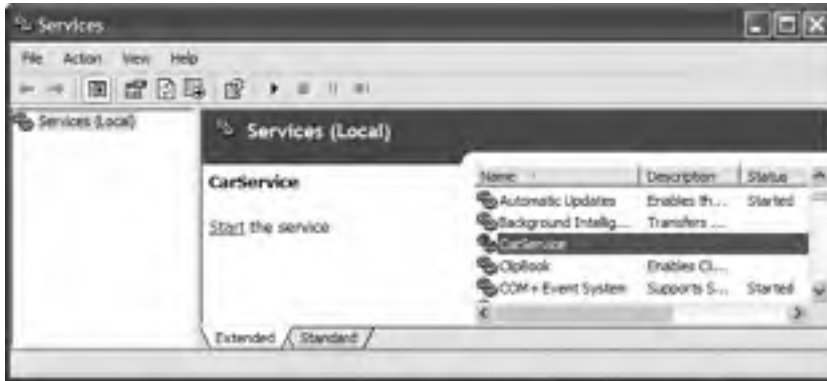 Services
File Action View Help
Services (Local)
Services (Local)
CarService
Start the service
Name Description Status
Automatic Updates Enables th... Started
Background Intellig... Transfers ...
CarService
ClipBook Enables Cl...
COM+ Event System Supports S... Started
Extended Standard